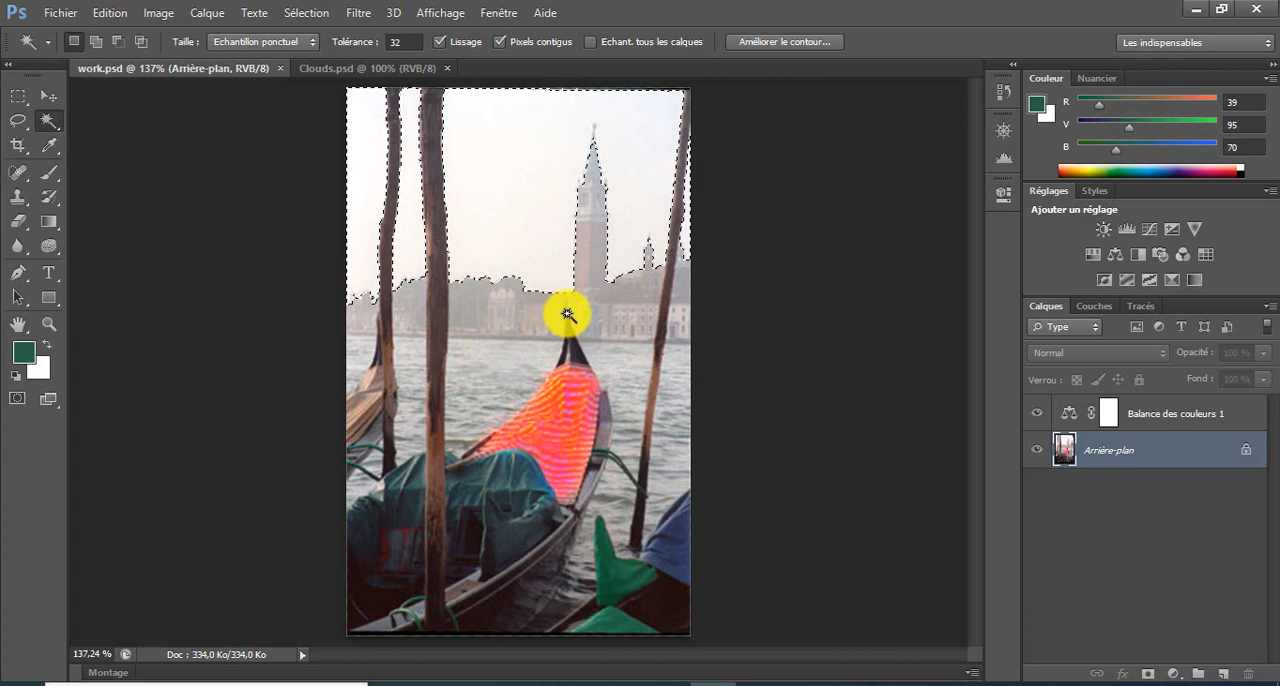 Ps Fichier Edition Image Calque Texte Sélection Filtre 3D Affichage Fenêtre Aide
Taille : Echantillon ponctuel Tolérance : 32 Lissage Pixels contigus Echant. tous les calques Améliorer le contour... Les indispensables
work.psd @ 137% (Arrière-plan, RVB/8) × Clouds.psd @ 100% (RVB/8) ×
Couleur Nuancier
R 39
V 95
B 70
Réglages Styles
Ajouter un réglage
Calques Couches Tracés
Type
Normal Opacité : 100 %
Verrou : Fond : 100 %
Balance des couleurs 1
Arrière-plan
137,24 % Doc : 334,0 Ko/334,0 Ko
Montage